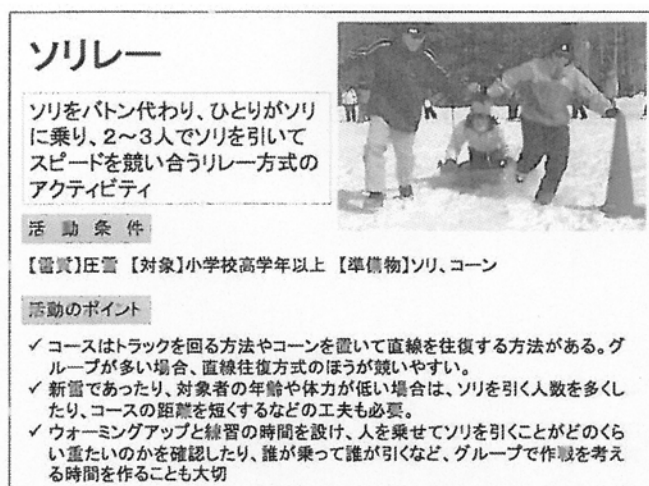 ソリレー
ソリをバトン代わり、ひとりがソリ
に乗り、2~3人でソリを引いて
スピードを競い合うリレー方式の
アクティビティ
活動条件
【雪質】圧雪 【対象】小学校高学年以上 【準備物】ソリ、コーン
活動のポイント
✓ コースはトラックを回る方法やコーンを置いて直線を往復する方法がある。グ
ループが多い場合、直線往復方式のほうが競いやすい。
✓ 新雪であったり、対象者の年齢や体力が低い場合は、ソリを引く人数を多くし
たり、コースの距離を短くするなどの工夫も必要。
✓ ウォーミングアップと練習の時間を設け、人を乗せてソリを引くことがどのくら
い重たいのかを確認したり、誰が乗って誰が引くなど、グループで作戦を考え
る時間を作ることも大切